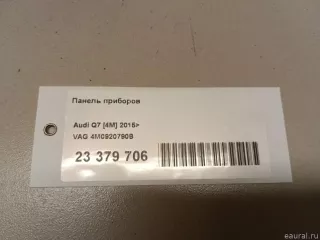 Панель приборов
Audi Q7 [4M] 2015>
VAG 4M0920790B
23 379 706
eaural.ru